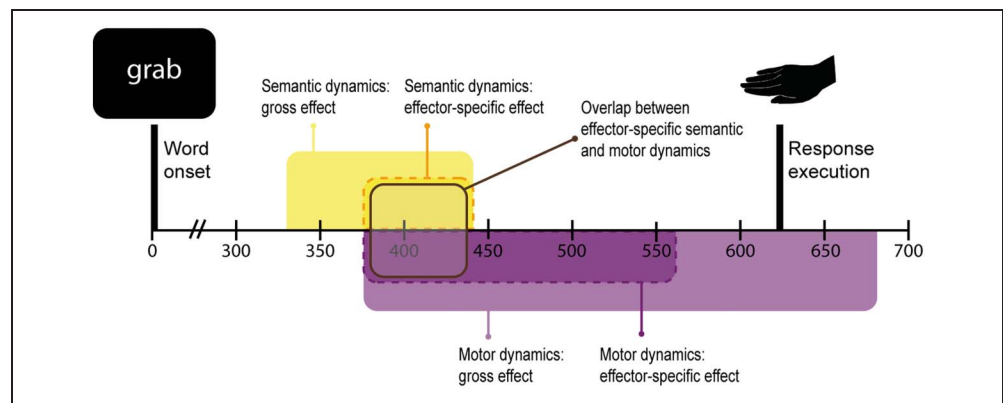 grab
Semantic dynamics:
gross effect
Semantic dynamics:
effector-specific effect
Overlap between
effector-specific semantic
and motor dynamics
Word
onset
Response
execution
0 300 350 400 450 500 550 600 650 700
Motor dynamics:
gross effect
Motor dynamics:
effector-specific effect